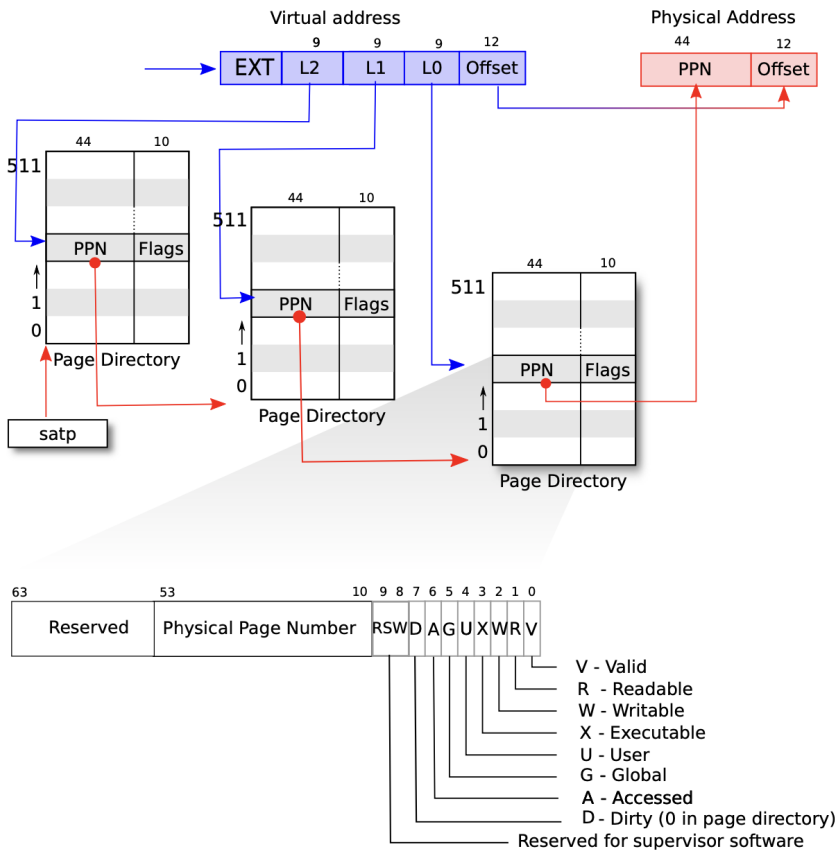 Virtual address
Physical Address
9 9 9 12
EXT L2 L1 L0 Offset
44 12
PPN Offset
44 10
511
PPN Flags
1
0
Page Directory
satp
44 10
511
PPN Flags
1
0
Page Directory
44 10
511
PPN Flags
1
0
Page Directory
63 53 10 9 8 7 6 5 4 3 2 1 0
Reserved Physical Page Number RSW D A G U X W R V
V - Valid
R - Readable
W - Writable
X - Executable
U - User
G - Global
A - Accessed
D - Dirty (0 in page directory)
Reserved for supervisor software